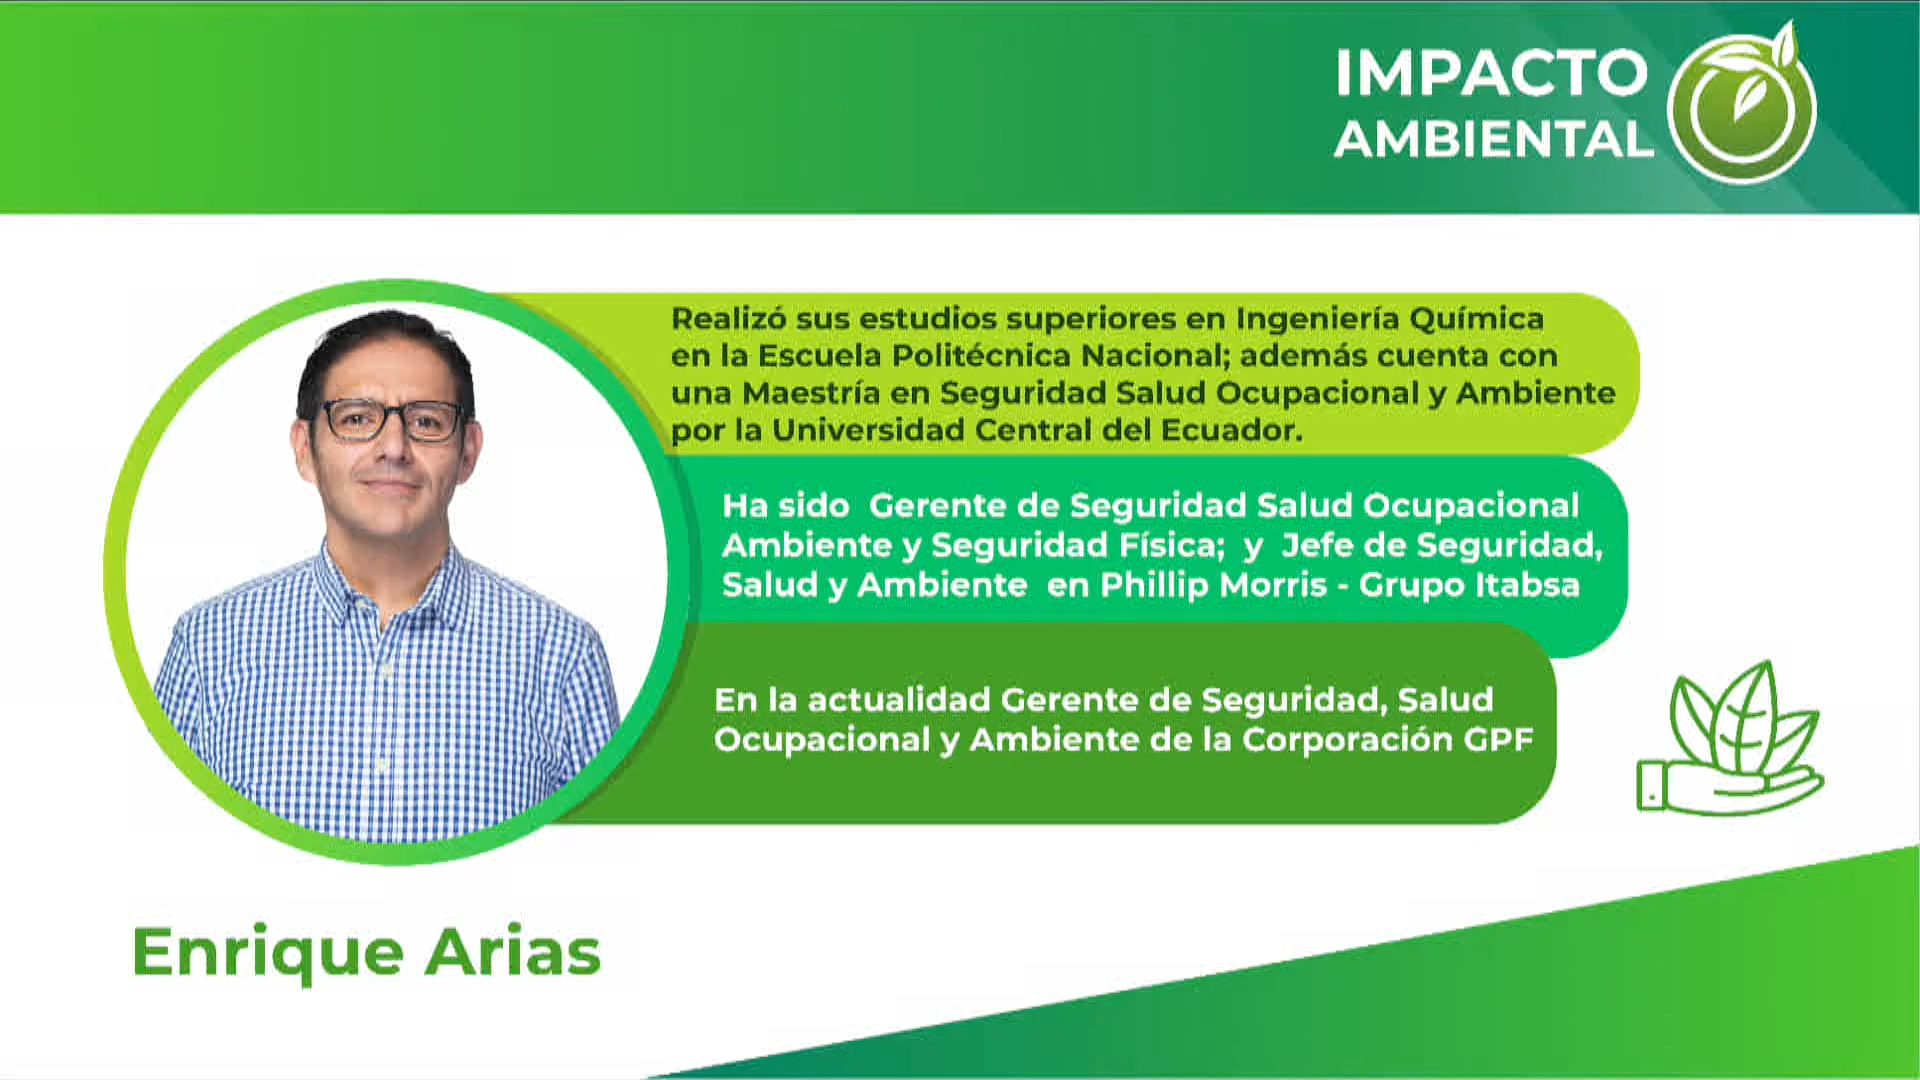 IMPACTO
AMBIENTAL
Realizó sus estudios superiores en Ingeniería Química
en la Escuela Politécnica Nacional; además cuenta con
una Maestría en Seguridad Salud Ocupacional y Ambiente
por la Universidad Central del Ecuador.
Ha sido Gerente de Seguridad Salud Ocupacional
Ambiente y Seguridad Física; y Jefe de Seguridad,
Salud y Ambiente en Phillip Morris - Grupo Itabsa
En la actualidad Gerente de Seguridad, Salud
Ocupacional y Ambiente de la Corporación GPF
Enrique Arias